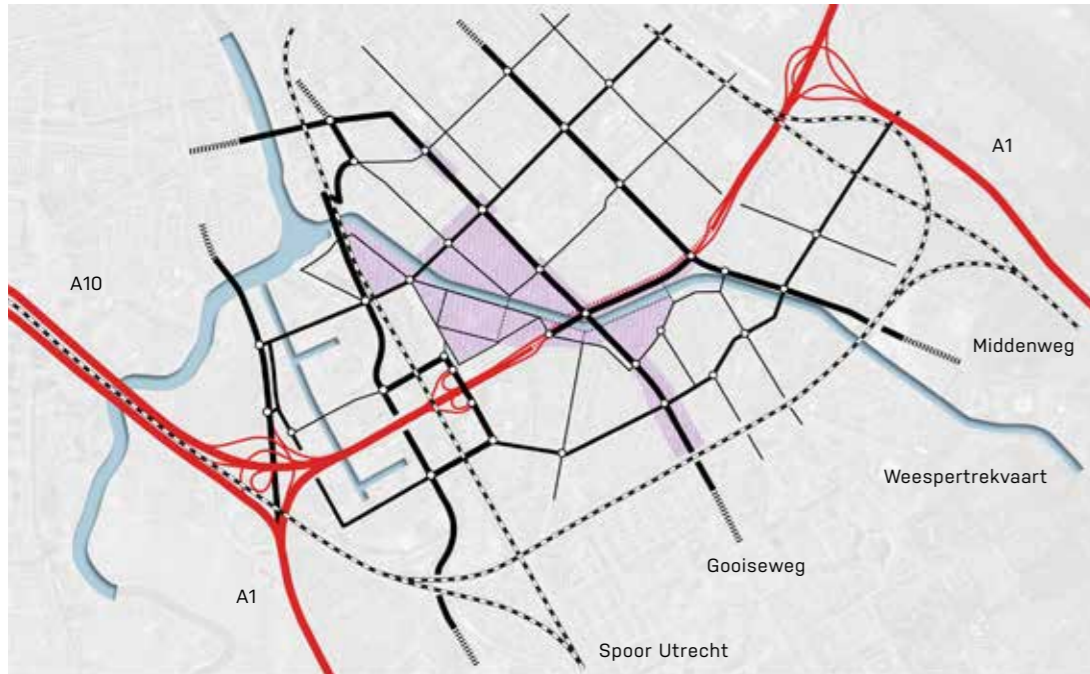 A1
A10
Middenweg
Weespertrekvaart
Gooiseweg
A1
Spoor Utrecht